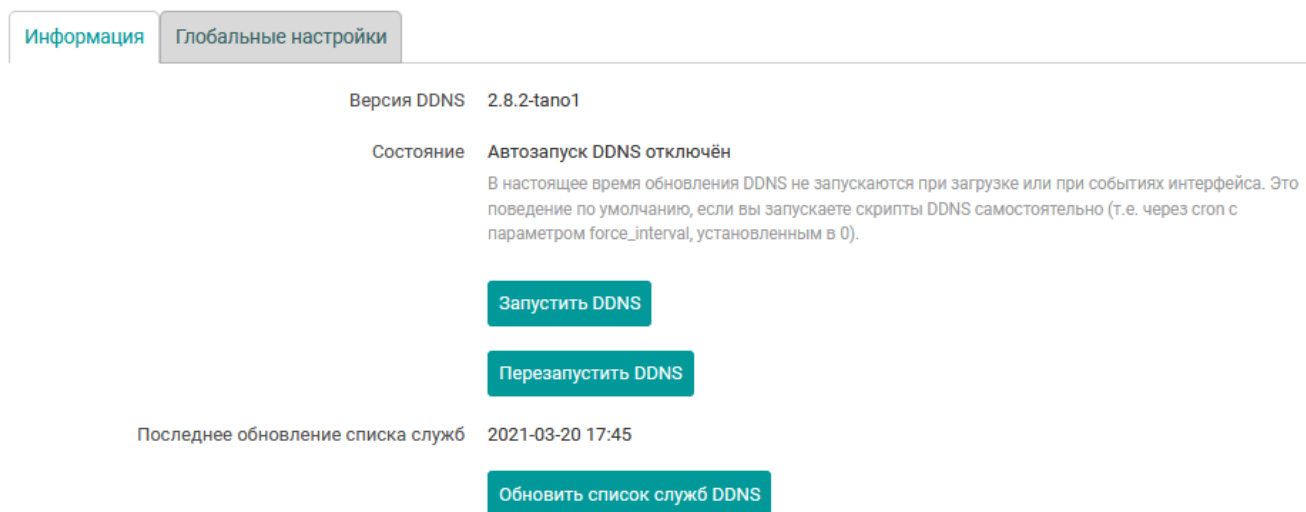 Информация Глобальные настройки
Версия DDNS 2.8.2-tano1
Состояние Автозапуск DDNS отключён
В настоящее время обновления DDNS не запускаются при загрузке или при событиях интерфейса. Это
поведение по умолчанию, если вы запускаете скрипты DDNS самостоятельно (т.е. через cron с
параметром force_interval, установленным в 0).
Запустить DDNS
Перезапустить DDNS
Последнее обновление списка служб 2021-03-20 17:45
Обновить список служб DDNS